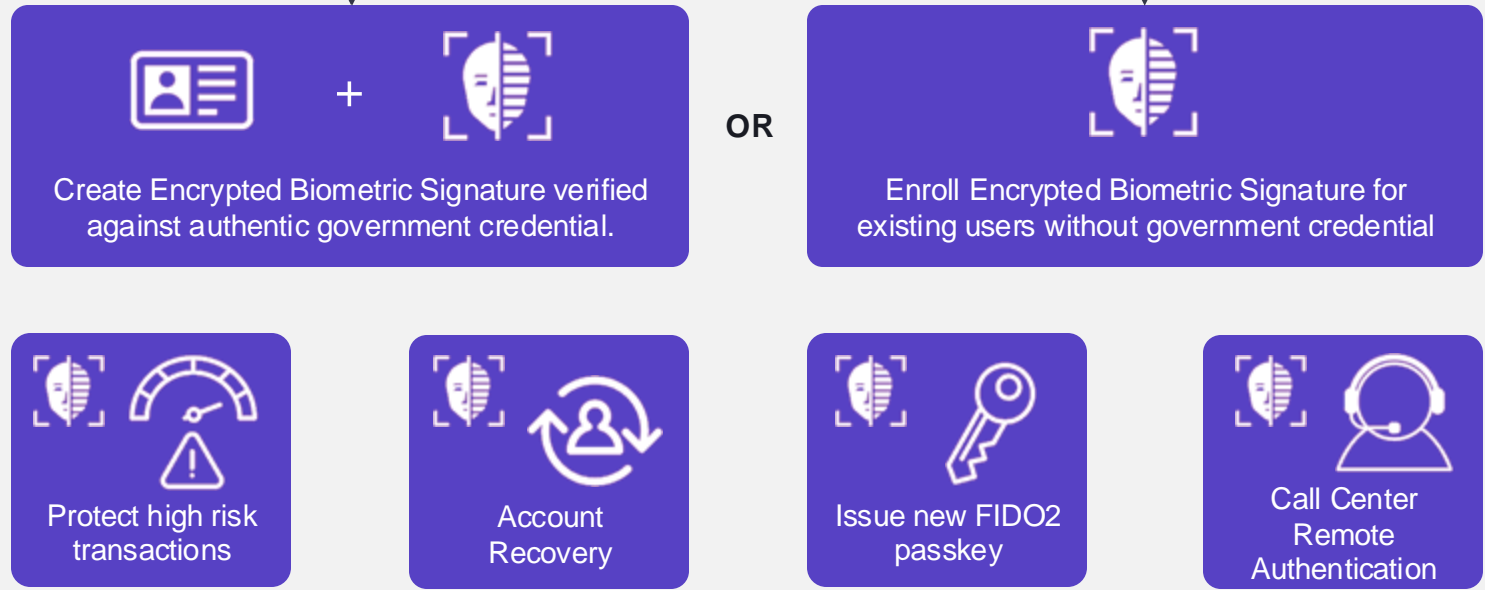 +
Create Encrypted Biometric Signature verified
against authentic government credential.
OR
Enroll Encrypted Biometric Signature for
existing users without government credential
Protect high risk
transactions
Account
Recovery
Issue new FIDO2
passkey
Call Center
Remote
Authentication